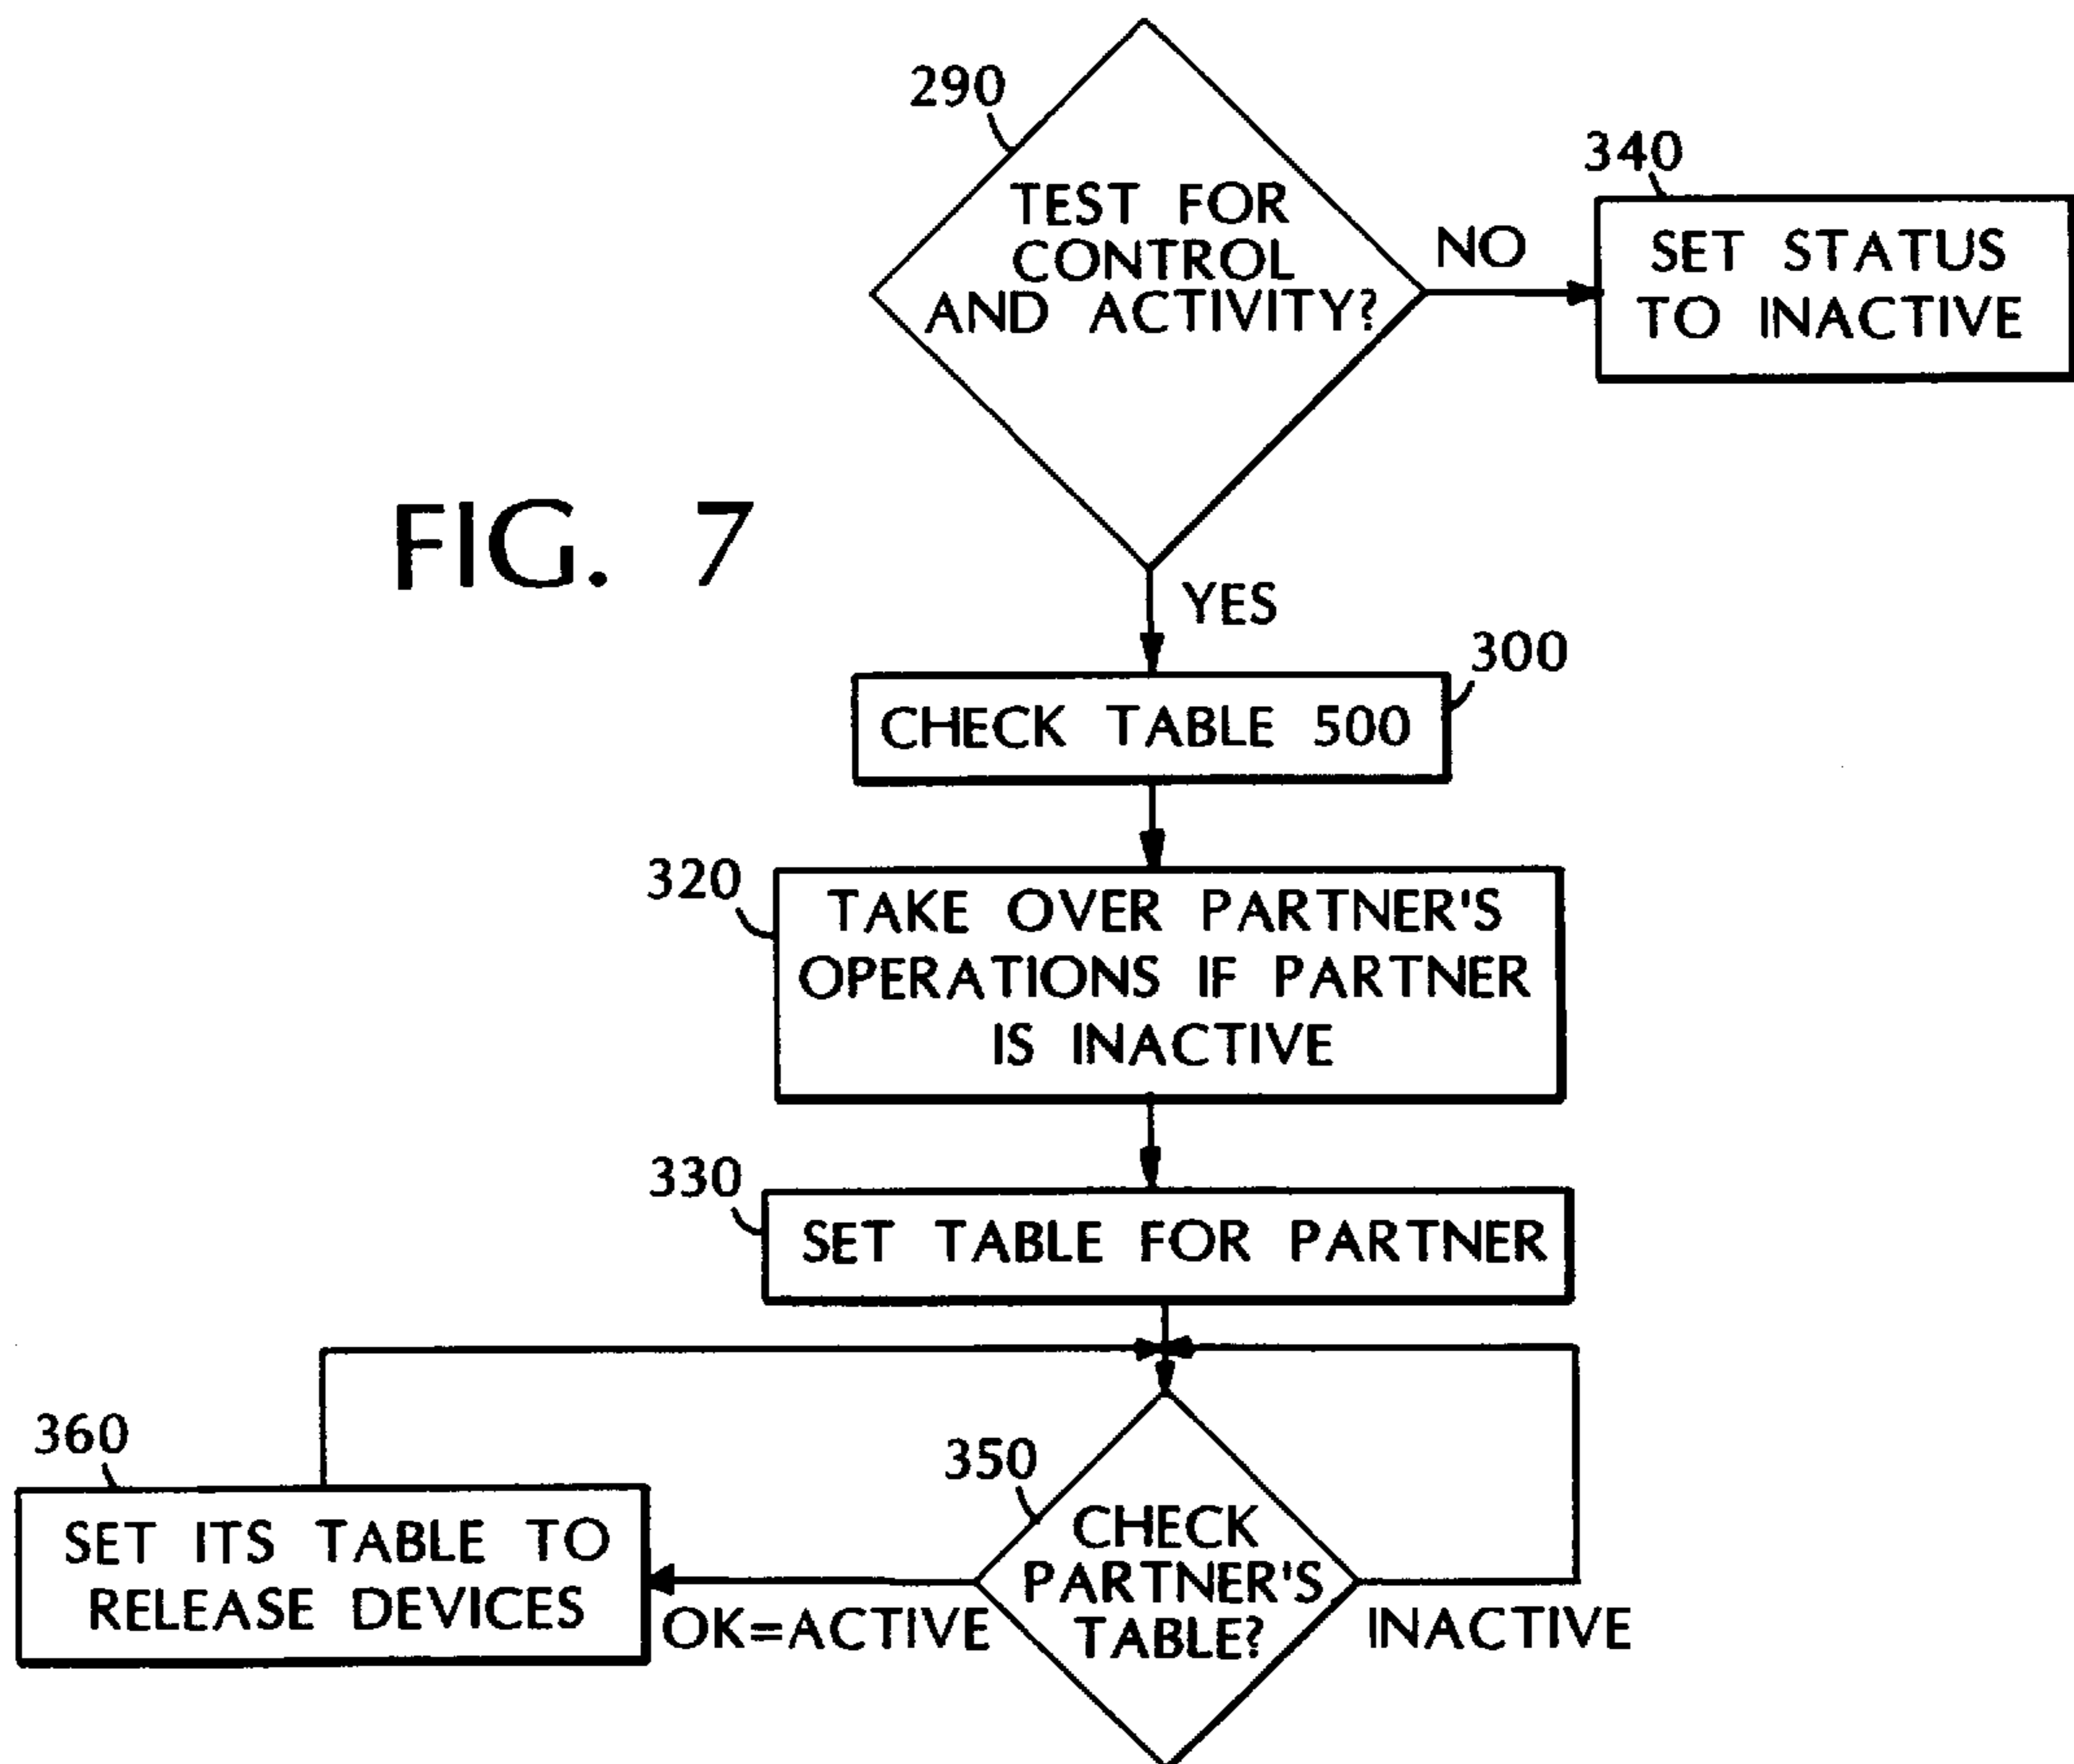 290
TEST FOR
CONTROL
AND ACTIVITY?
NO
340
SET STATUS
TO INACTIVE
FIG. 7
YES
300
CHECK TABLE 500
320
TAKE OVER PARTNER'S
OPERATIONS IF PARTNER
IS INACTIVE
330
SET TABLE FOR PARTNER
360
SET ITS TABLE TO
RELEASE DEVICES
OK=ACTIVE
350
CHECK
PARTNER'S
TABLE?
INACTIVE